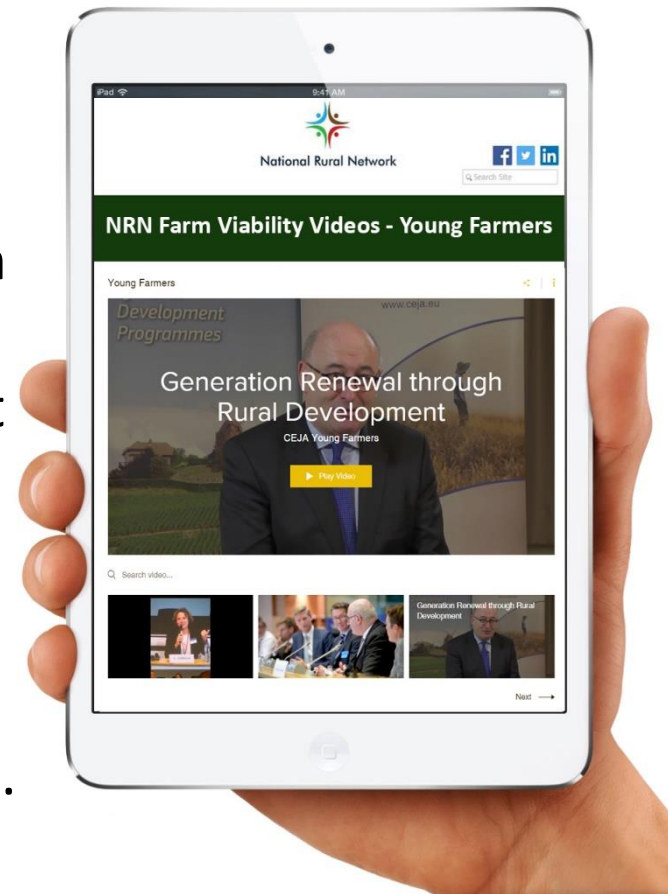 iPad
9:41 AM
National Rural Network
f
in
Search Site
NRN Farm Viability Videos - Young Farmers
Young Farmers
Development
Programmes
www.ceja.eu
Generation Renewal through
Rural Development
CEJA Young Farmers
Play Video
Search video...
Generation Renewal through Rural
Development
Next